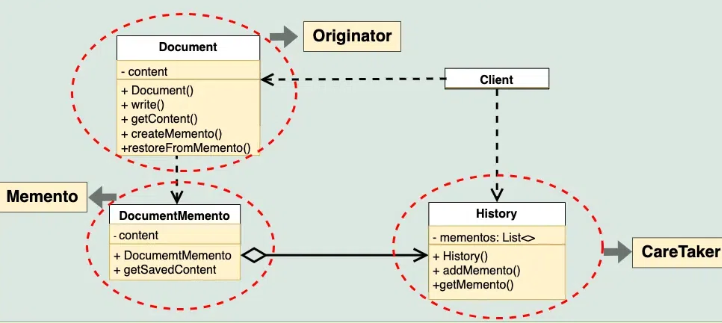 Originator
Document
- content
+ Document()
+ write()
+ getContent()
+ createMemento()
+restoreFromMemento()
Client
Memento
DocumentMemento
-content
+ DocumemtMemento
+ getSavedContent
History
- mementos: List<>
+ History()
+ addMemento()
+getMemento()
CareTaker